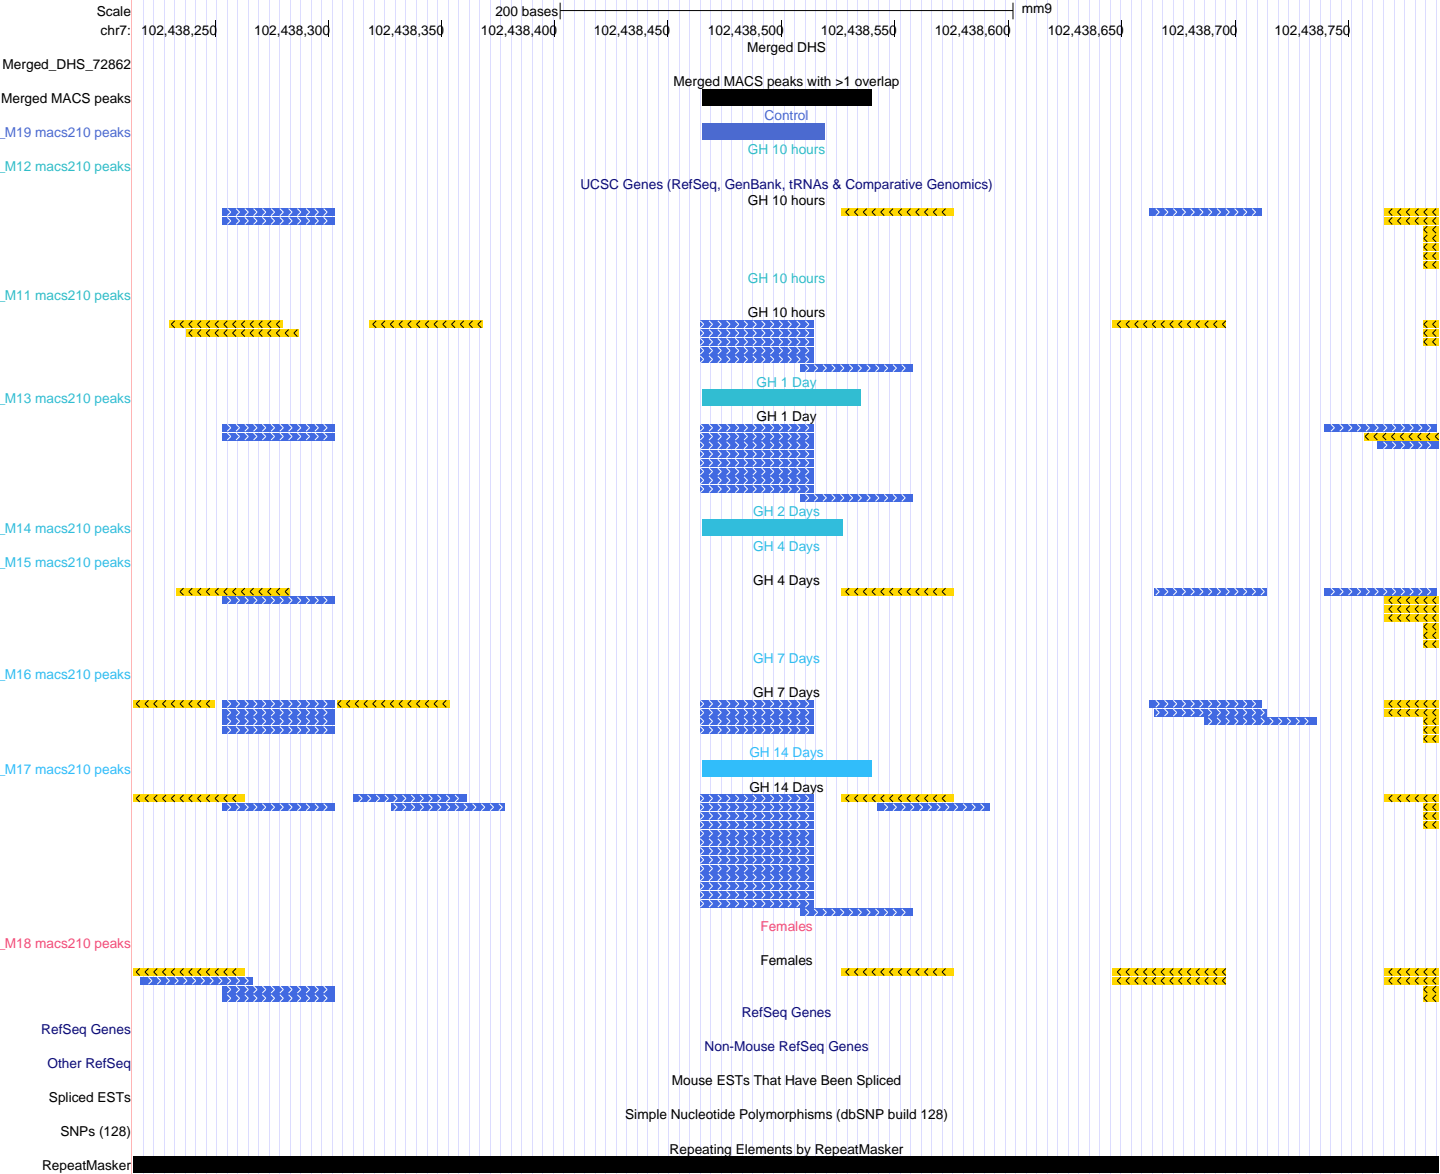 Scale 200 bases mm9
chr7: 102,438,250 102,438,300 102,438,350 102,438,400 102,438,450 102,438,500 102,438,550 102,438,600 102,438,650 102,438,700 102,438,750
Merged DHS
Merged_DHS_72862
Merged MACS peaks with >1 overlap
Merged MACS peaks
Control
_M19 macs210 peaks
GH 10 hours
_M12 macs210 peaks
UCSC Genes (RefSeq, GenBank, tRNAs & Comparative Genomics)
GH 10 hours
GH 10 hours
_M11 macs210 peaks
GH 10 hours
GH 1 Day
_M13 macs210 peaks
GH 1 Day
GH 2 Days
_M14 macs210 peaks
GH 4 Days
_M15 macs210 peaks
GH 4 Days
GH 7 Days
_M16 macs210 peaks
GH 7 Days
GH 14 Days
_M17 macs210 peaks
GH 14 Days
Females
_M18 macs210 peaks
Females
RefSeq Genes
RefSeq Genes
Non-Mouse RefSeq Genes
Other RefSeq
Mouse ESTs That Have Been Spliced
Spliced ESTs
Simple Nucleotide Polymorphisms (dbSNP build 128)
SNPs (128)
Repeating Elements by RepeatMasker
RepeatMasker